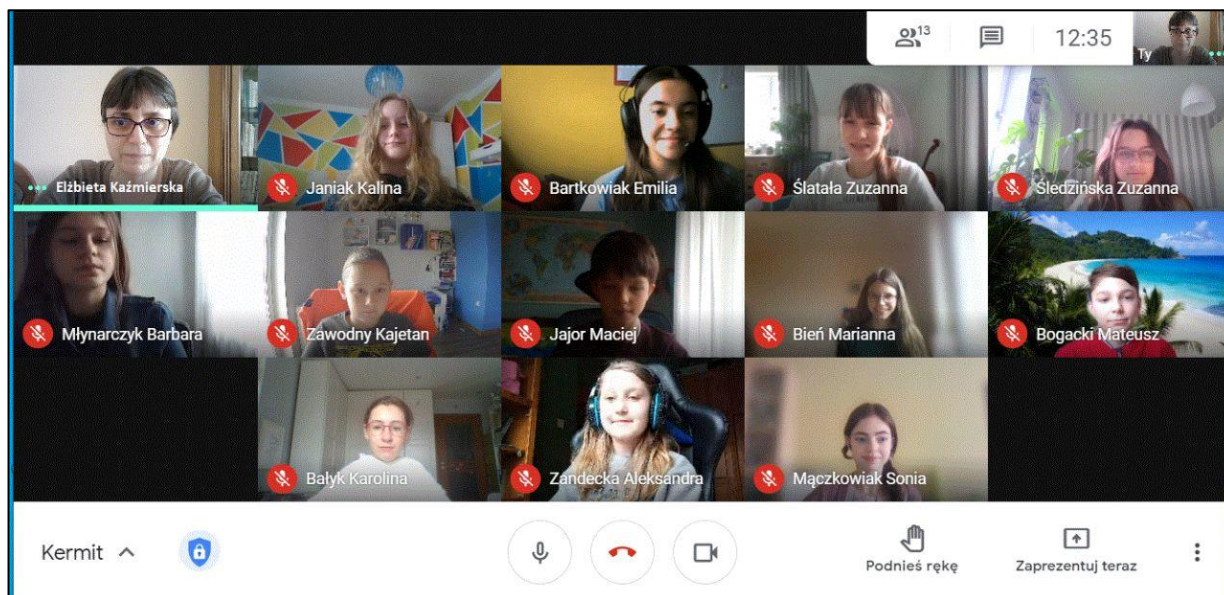 13
12:35
Ty
Elżbieta Kaźmierska
Janiak Kalina
Bartkowiak Emilia
Ślatała Zuzanna
Śledzińska Zuzanna
Młynarczyk Barbara
Zawodny Kajetan
Jajor Maciej
Bień Marianna
Bogacki Mateusz
Bałyk Karolina
Zandecka Aleksandra
Mączkowiak Sonia
Kermit
Podnieś rękę
Zaprezentuj teraz